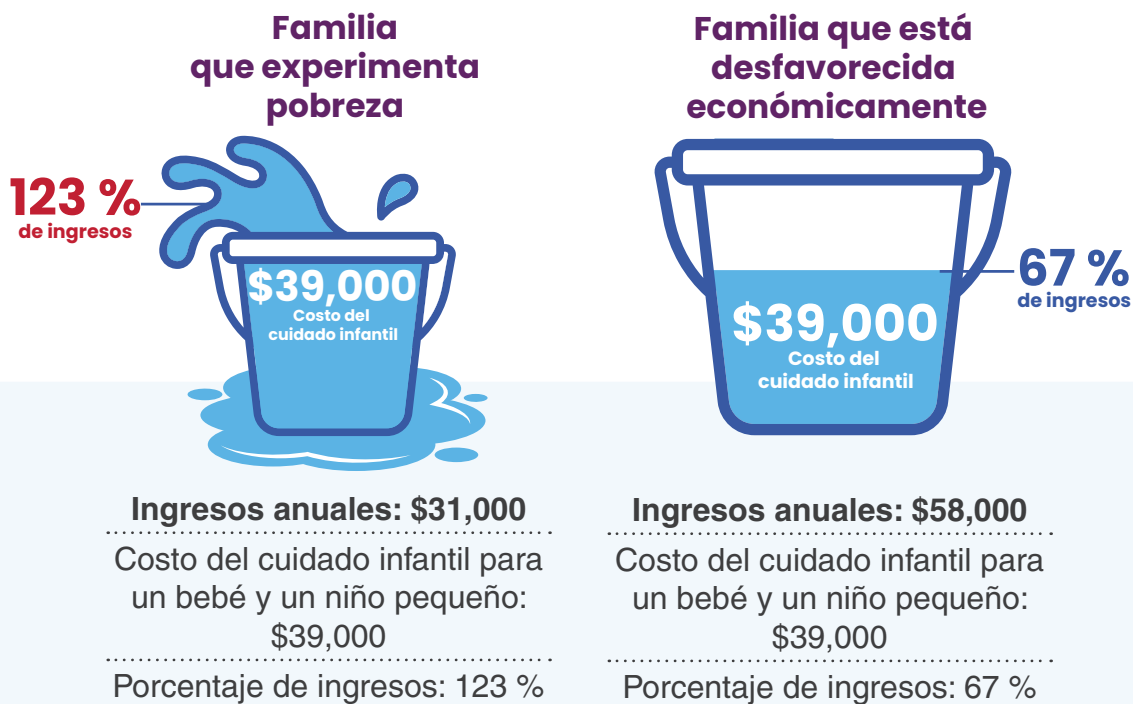 Familia
que experimenta
pobreza
123 %
de ingresos
$39,000
Costo del
cuidado infantil
Ingresos anuales: $31,000
Costo del cuidado infantil para
un bebé y un niño pequeño:
$39,000
Porcentaje de ingresos: 123 %
Familia que está
desfavorecida
económicamente
67 %
de ingresos
$39,000
Costo del
cuidado infantil
Ingresos anuales: $58,000
Costo del cuidado infantil para
un bebé y un niño pequeño:
$39,000
Porcentaje de ingresos: 67 %